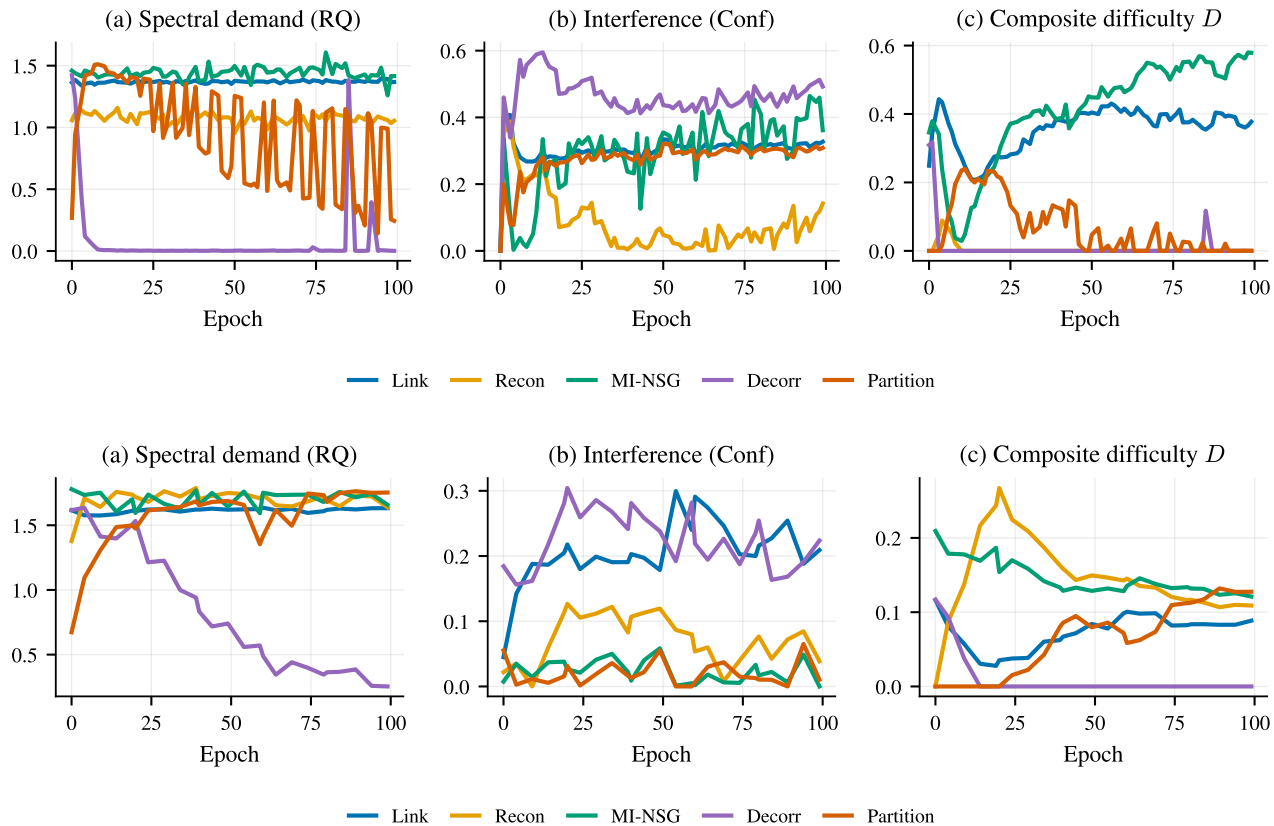 (a) Spectral demand (RQ)
1.5
1.0
0.5
0.0
0 25 50 75 100
Epoch
(b) Interference (Conf)
0.6
0.4
0.2
0.0
0 25 50 75 100
Epoch
(c) Composite difficulty D
0.6
0.4
0.2
0.0
0 25 50 75 100
Epoch
Link Recon MI-NSG Decorr Partition
(a) Spectral demand (RQ)
1.5
1.0
0.5
0 25 50 75 100
Epoch
(b) Interference (Conf)
0.3
0.2
0.1
0.0
0 25 50 75 100
Epoch
(c) Composite difficulty D
0.2
0.1
0.0
0 25 50 75 100
Epoch
Link Recon MI-NSG Decorr Partition